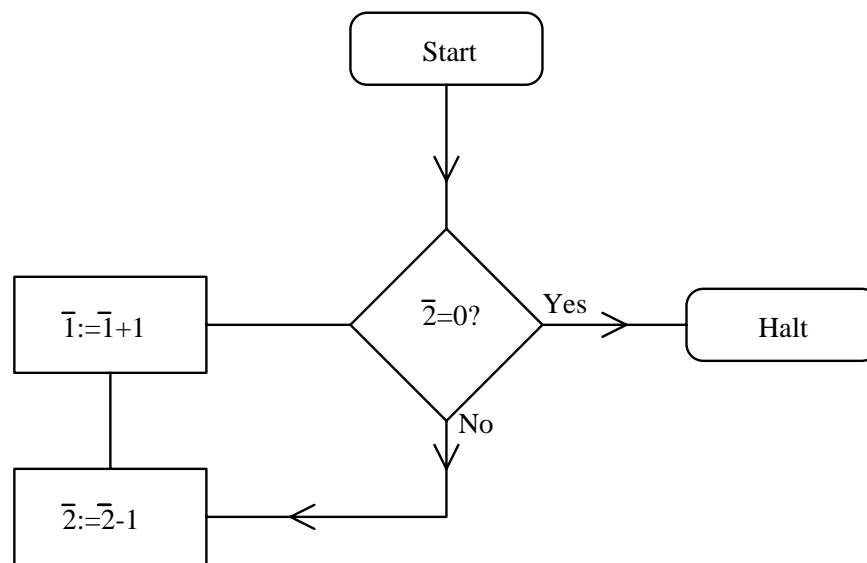 Start
2̅=0?
Yes
Halt
No
1̅:=1̅+1
2̅:=2̅-1